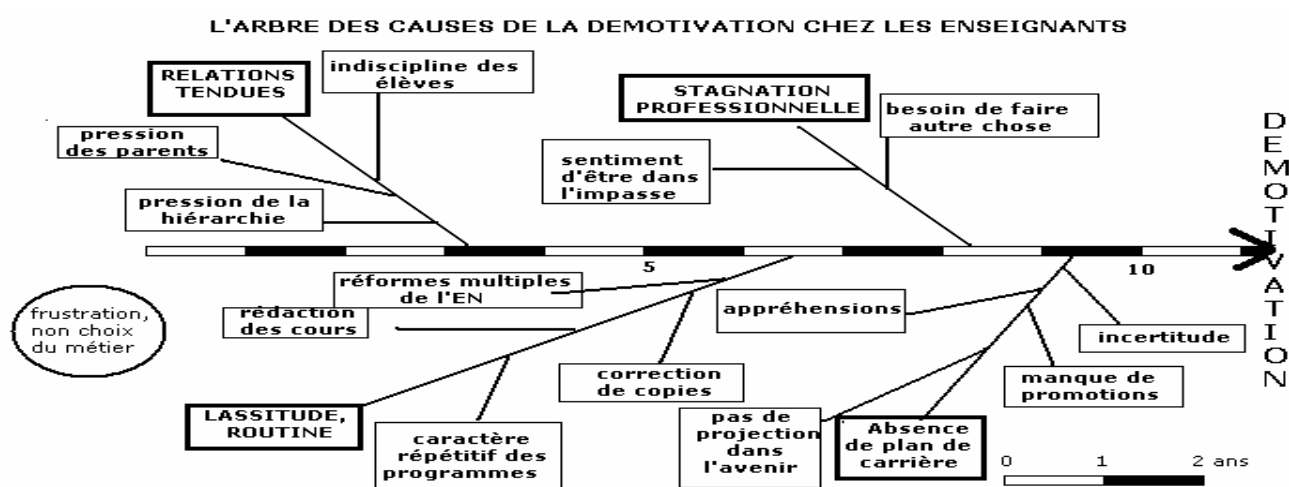 L'ARBRE DES CAUSES DE LA DEMOTIVATION CHEZ LES ENSEIGNANTS
RELATIONS
TENDUES
indiscipline des
élèves
pression
des parents
pression de la
hiérarchie
STAGNATION
PROFESSIONNELLE
besoin de faire
autre chose
sentiment
d'être dans
l'impasse
DEMOTIVATION
5
10
frustration,
non choix
du métier
réformes multiples
de l'EN
rédaction
des cours
LASSITUDE,
ROUTINE
caractère
répétitif des
programmes
correction
de copies
appréhensions
incertitude
manque de
promotions
pas de
projection
dans
l'avenir
Absence
de plan de
carrière
0 1 2 ans